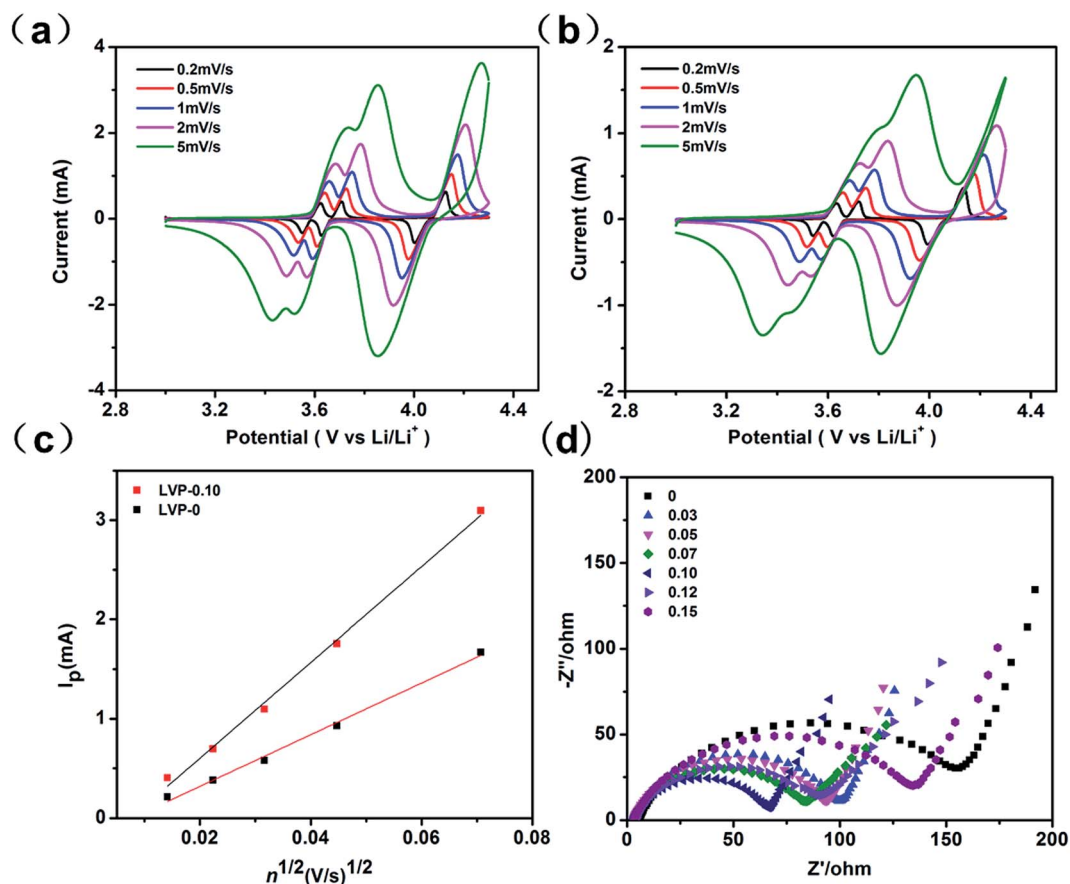 (a)
4
2
0
-2
-4
Current (mA)
0.2mV/s
0.5mV/s
1mV/s
2mV/s
5mV/s
2.8 3.2 3.6 4.0 4.4
Potential ( V vs Li/Li+ )
(b)
2
1
0
-1
-2
Current (mA)
0.2mV/s
0.5mV/s
1mV/s
2mV/s
5mV/s
2.8 3.2 3.6 4.0 4.4
Potential ( V vs Li/Li+ )
(c)
3
2
1
0
Ip(mA)
LVP-0.10
LVP-0
0.02 0.04 0.06 0.08
n1/2(V/s)1/2
(d)
200
150
100
50
0
-Z''/ohm
0
0.03
0.05
0.07
0.10
0.12
0.15
0 50 100 150 200
Z'/ohm